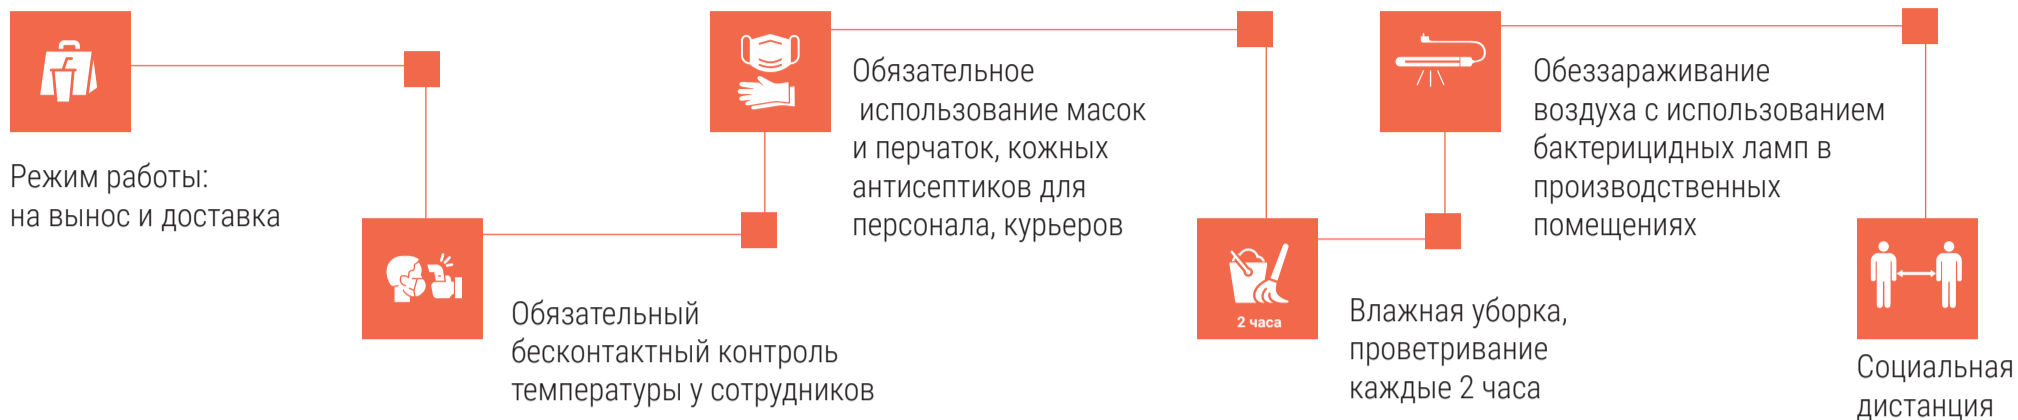 Режим работы:
на вынос и доставка
Обязательный
бесконтактный контроль
температуры у сотрудников
Обязательное
использование масок
и перчаток, кожных
антисептиков для
персонала, курьеров
2 часа
Влажная уборка,
проветривание
каждые 2 часа
Обеззараживание
воздуха с использованием
бактерицидных ламп в
производственных
помещениях
Социальная
дистанция